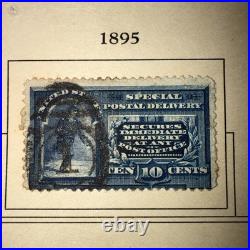 1895
UNITED STATES
SPECIAL
POSTAL DELIVERY
SECURES
IMMEDIATE
DELIVERY
AT ANY
POST OFFICE
TEN 10 CENTS